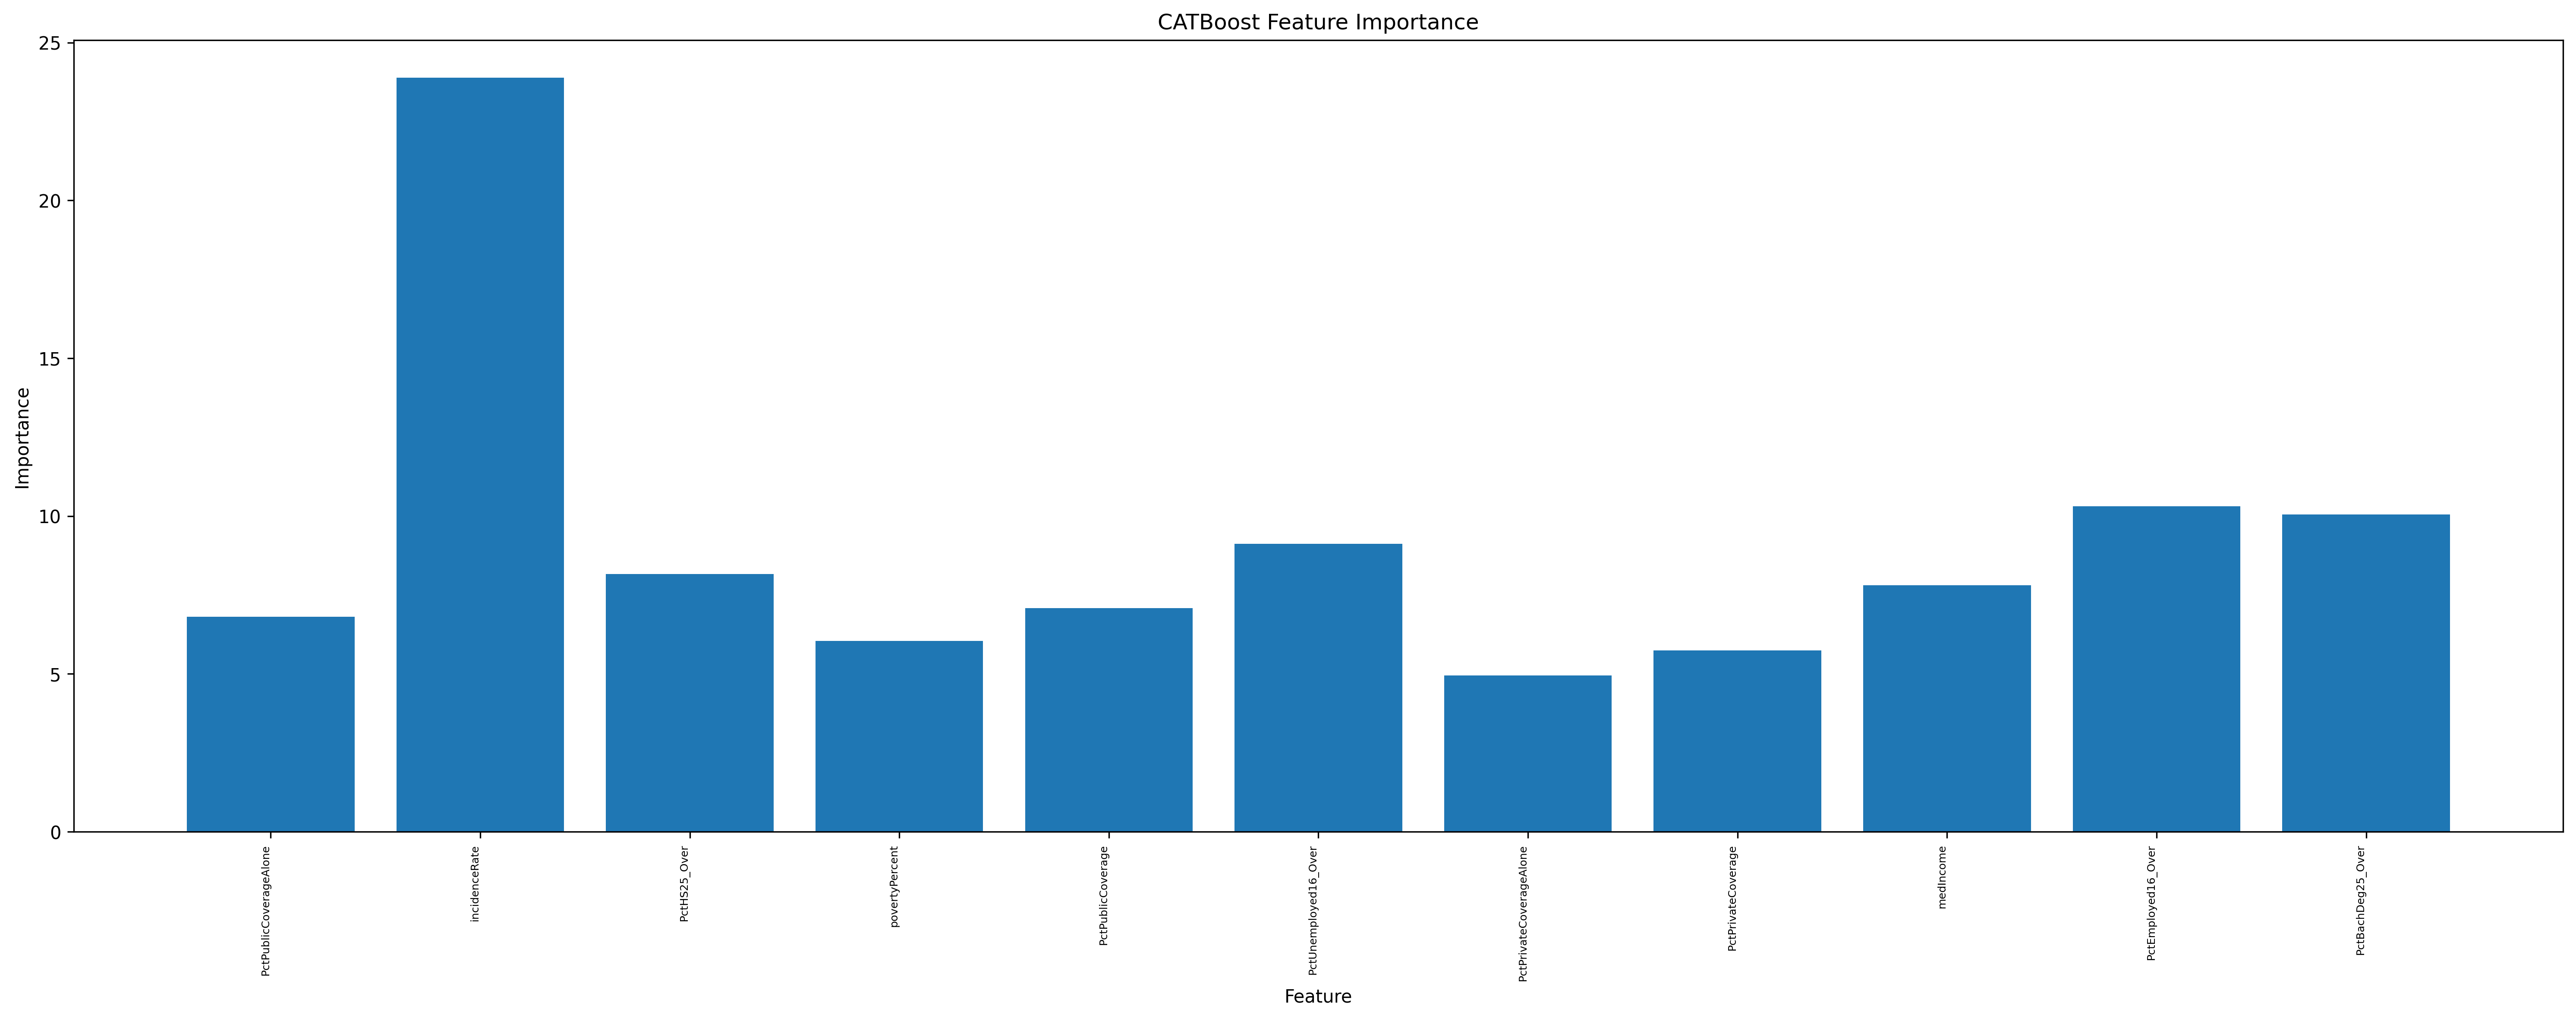 CATBoost Feature Importance
25
20
15
10
5
0
Importance
PctPublicCoverageAlone
incidenceRate
PctHS25_Over
povertyPercent
PctPublicCoverage
PctUnemployed16_Over
PctPrivateCoverageAlone
PctPrivateCoverage
medIncome
PctEmployed16_Over
PctBachDeg25_Over
Feature